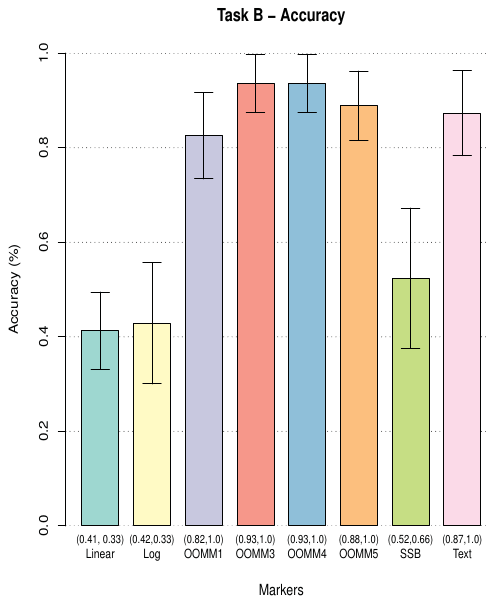 Task B – Accuracy
Accuracy (%)
1.0
0.8
0.6
0.4
0.2
0.0
(0.41, 0.33) (0.42,0.33) (0.82,1.0) (0.93,1.0) (0.93,1.0) (0.88,1.0) (0.52,0.66) (0.87,1.0)
Linear Log OOMM1 OOMM3 OOMM4 OOMM5 SSB Text
Markers